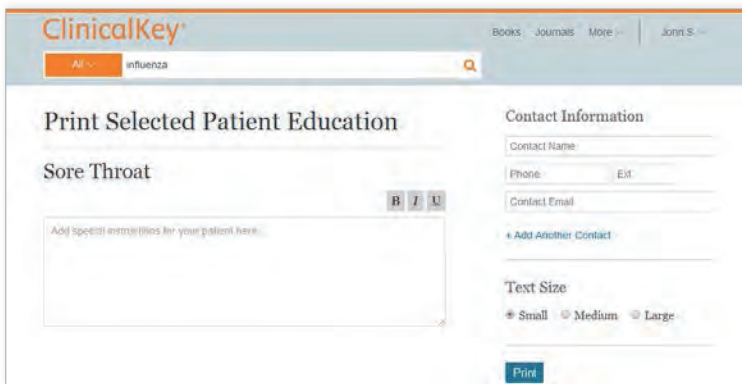 ClinicalKey®
Books Journals More John S.
All influenza
Print Selected Patient Education
Sore Throat
B I U
Add special instructions for your patient here.
Contact Information
Contact Name
Phone Ext
Contact Email
+ Add Another Contact
Text Size
Small Medium Large
Print